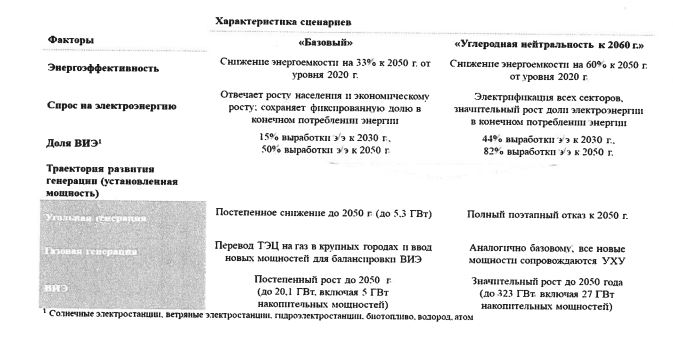 Характеристика сценариев
Факторы «Базовый» «Углеродная нейтральность к 2060 г.»
Энергоэффективность Снижение энергоемкости на 33% к 2050 г. от Снижение энергоемкости на 60% к 2050 г.
уровня 2020 г. от уровня 2020 г.
Спрос на электроэнергию Отвечает росту населения и экономическому Электрификация всех секторов,
росту; сохраняет фиксированную долю в значительный рост доли электроэнергии
конечном потреблении энергии в конечном потреблении энергии
Доля ВИЭ¹ 15% выработки э/э к 2030 г., 44% выработки э/э к 2030 г.,
50% выработки э/э к 2050 г. 82% выработки э/э к 2050 г.
Траектория развития
генерации (установленная
мощность)
Угольная генерация Постепенное снижение до 2050 г. (до 5,3 ГВт) Полный поэтапный отказ к 2050 г.
Газовая генерация Перевод ТЭЦ на газ в крупных городах и ввод Аналогично базовому, все новые
новых мощностей для балансировки ВИЭ мощности сопровождаются УХУ
ВИЭ Постепенный рост до 2050 г Значительный рост до 2050 года
(до 20,1 ГВт, включая 5 ГВт (до 323 ГВт, включая 27 ГВт
накопительных мощностей) накопительных мощностей)
¹ Солнечные электростанции, ветряные электростанции, гидроэлектростанции, биотопливо, водород, атом